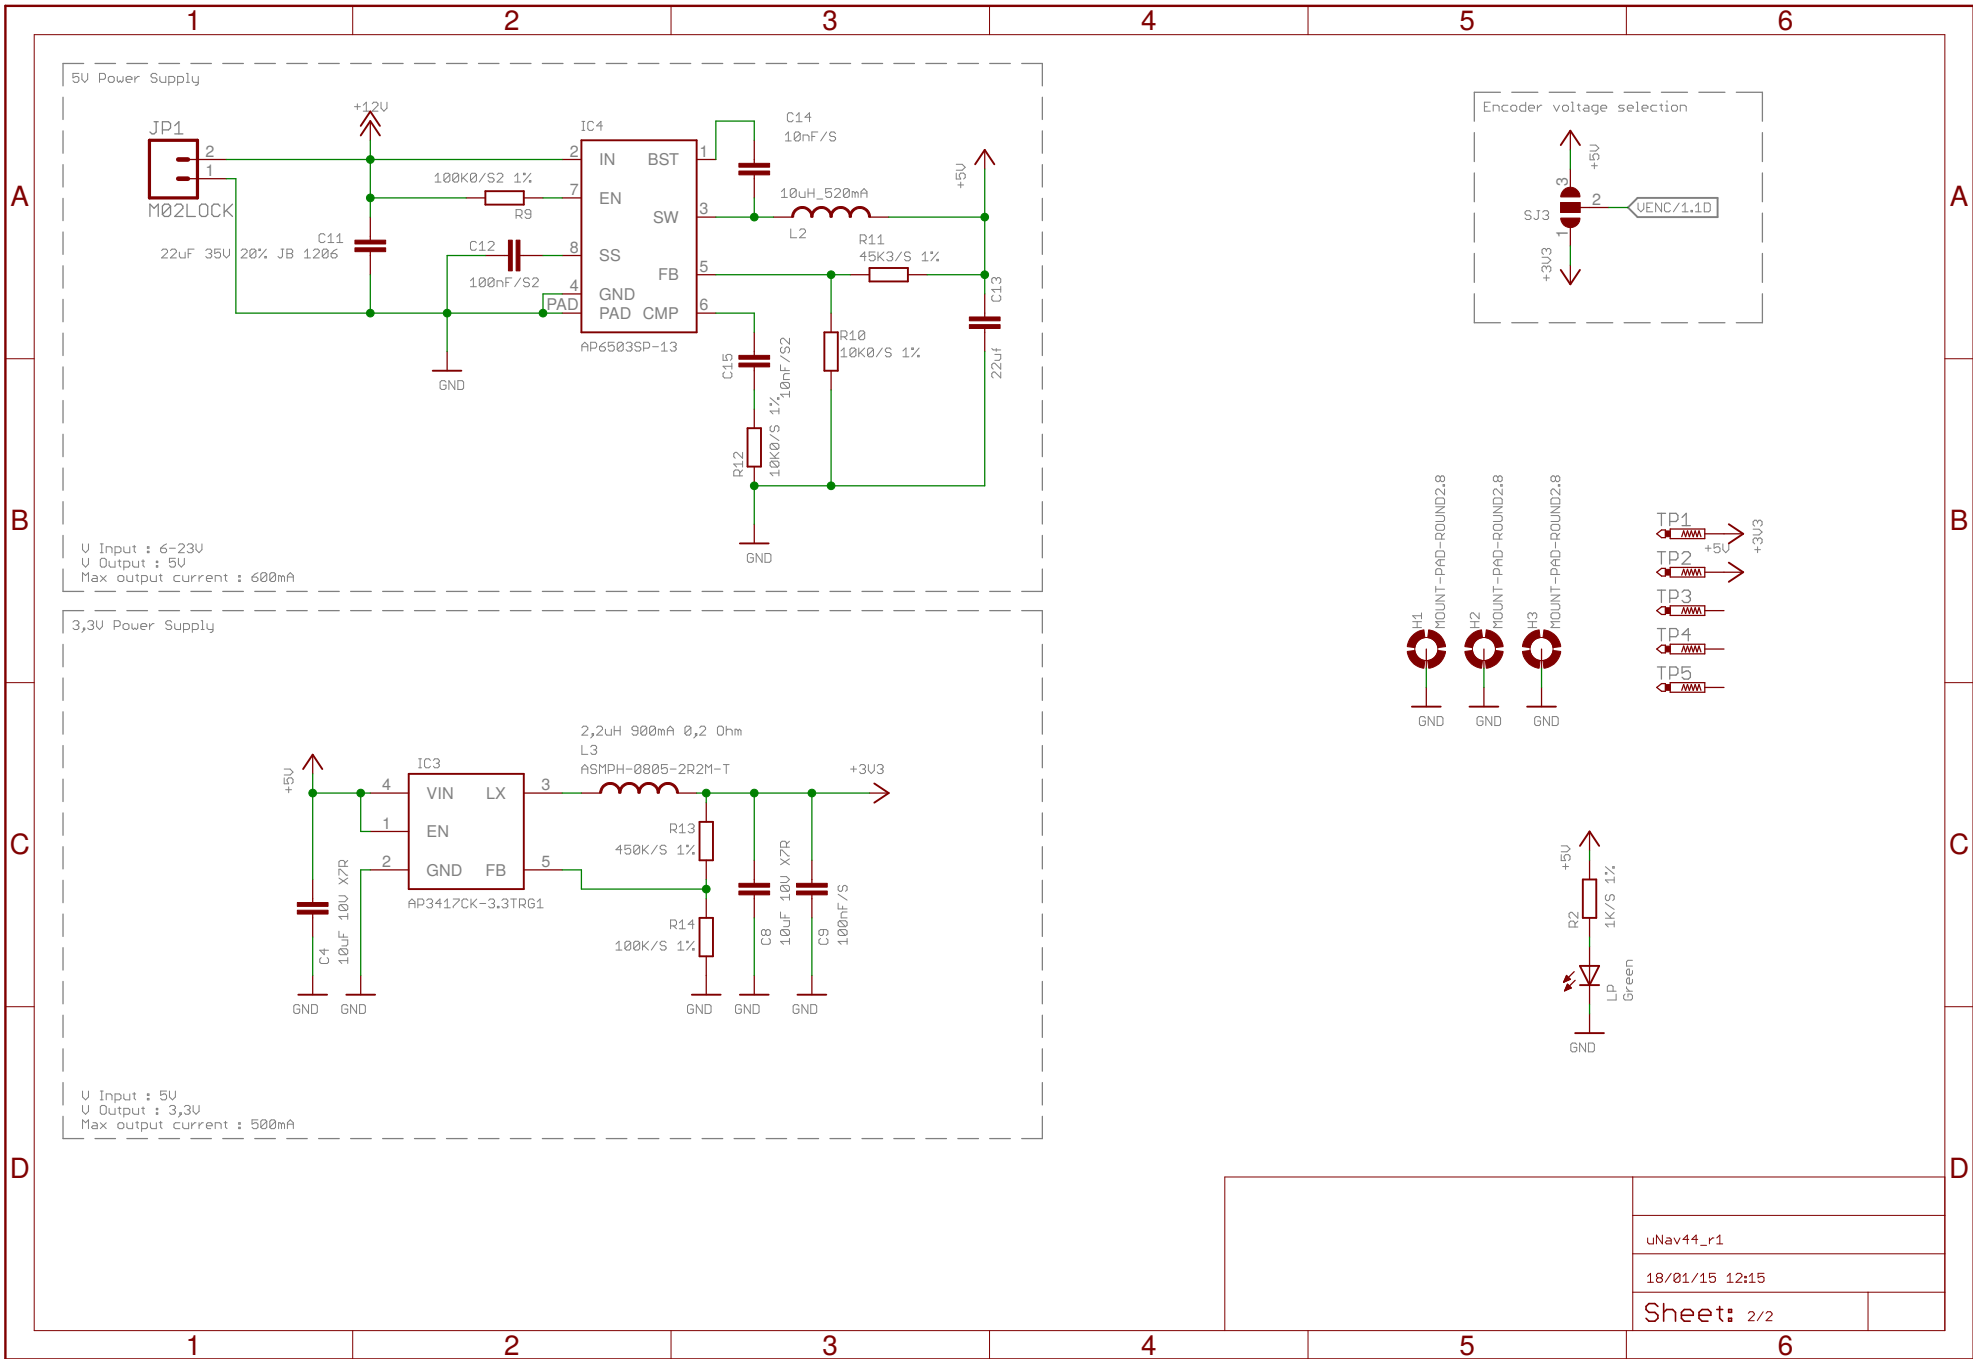 1 2 3 4 5 6
A A
B B
C C
D D
5V Power Supply
JP1
2
1
M02LOCK
+12V
C11
22uF 35V 20% JB 1206
100K0/S2 1%
R9
C12
100nF/S2
GND
IC4
2 IN BST 1
7 EN
SW 3
8 SS
FB 5
4 GND
PAD PAD CMP 6
AP6503SP-13
C14
10nF/S
10uH_520mA
L2
+5V
R11
45K3/S 1%
C13
22uf
R10
10K0/S 1%
C15
10nF/S2
R12
10K0/S 1%
GND
V Input : 6-23V
V Output : 5V
Max output current : 600mA
3,3V Power Supply
+5V
C4
10uF 10V X7R
GND
GND
IC3
4 VIN LX 3
1 EN
2 GND FB 5
AP3417CK-3.3TRG1
2,2uH 900mA 0,2 Ohm
L3
ASMPH-0805-2R2M-T
+3V3
R13
450K/S 1%
R14
100K/S 1%
C8
10uF 10V X7R
C9
100nF/S
GND
GND
GND
V Input : 5V
V Output : 3,3V
Max output current : 500mA
Encoder voltage selection
+5V
3
SJ3
2
VENC/1.1D
1
+3V3
H1
MOUNT-PAD-ROUND2.8
H2
MOUNT-PAD-ROUND2.8
H3
MOUNT-PAD-ROUND2.8
GND
GND
GND
TP1
+3V3
TP2
+5V
TP3
TP4
TP5
+5V
R2
1K/S 1%
LP
Green
GND
uNav44_r1
18/01/15 12:15
Sheet: 2/2
1 2 3 4 5 6